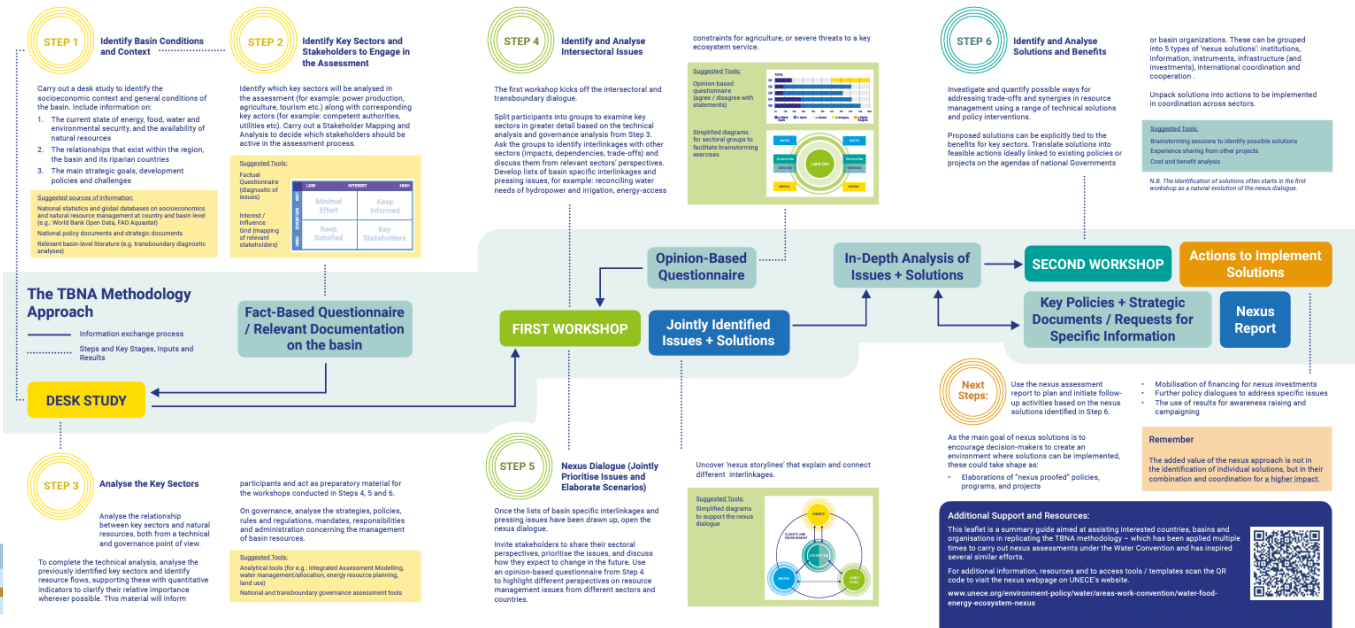 STEP 1
Identify Basin Conditions
and Context
Carry out a desk study to identify the
socioeconomic context and general conditions of
the basin. Include information on:
1. The current state of energy, food, water and
environmental security, and the availability of
natural resources
2. The relationships that exist within the region,
the basin and its riparian countries
3. The main strategic goals, development
policies and challenges
Suggested sources of information:
National statistics and global databases on socioeconomics
and natural resource management at country and basin level
(e.g.: World Bank Open Data, FAO Aquastat)
National policy documents and strategic documents
Relevant basin-level literature (e.g. transboundary diagnostic
analyses)
STEP 2
Identify Key Sectors and
Stakeholders to Engage in
the Assessment
Identify which key sectors will be analysed in
the assessment (for example: power production,
agriculture, tourism etc.) along with corresponding
key actors (for example: competent authorities,
utilities etc). Carry out a Stakeholder Mapping and
Analysis to decide which stakeholders should be
active in the assessment process.
Suggested Tools:
Factual
Questionnaire
(diagnostic of
issues)
Interest /
Influence
Grid (mapping
of relevant
stakeholders)
LOW INTEREST HIGH
Minimal
Effort
Keep
Informed
Keep
Satisfied
Key
Stakeholders
The TBNA Methodology
Approach
Information exchange process
Steps and Key Stages, Inputs and
Results
Fact-Based Questionnaire
/ Relevant Documentation
on the basin
DESK STUDY
STEP 3
Analyse the Key Sectors
Analyse the relationship
between key sectors and natural
resources, both from a technical
and governance point of view.
To complete the technical analysis, analyse the
previously identified key sectors and identify
resource flows, supporting these with quantitative
indicators to clarify their relative importance
wherever possible. This material will inform
participants and act as preparatory material for
the workshops conducted in Steps 4, 5 and 6.
On governance, analyse the strategies, policies,
rules and regulations, mandates, responsibilities
and administration concerning the management
of basin resources.
Suggested Tools:
Analytical tools (for e.g.: Integrated Assessment Modelling,
water management/allocation, energy resource planning,
land use)
National and transboundary governance assessment tools
STEP 4
Identify and Analyse
Intersectoral Issues
The first workshop kicks off the intersectoral and
transboundary dialogue.
Split participants into groups to examine key
sectors in greater detail based on the technical
analysis and governance analysis from Step 3.
Ask the groups to identify interlinkages with other
sectors (impacts, dependencies, trade-offs) and
discuss them from relevant sectors' perspectives.
Develop lists of basin specific interlinkages and
pressing issues, for example: reconciling water
needs of hydropower and irrigation, energy-access
constraints for agriculture, or severe threats to a key
ecosystem service.
Suggested Tools:
Opinion-based
questionnaire
(agree / disagree with
statements)
Simplified diagrams
for sectoral groups to
facilitate brainstorming
exercises
Opinion-Based
Questionnaire
FIRST WORKSHOP
Jointly Identified
Issues + Solutions
In-Depth Analysis of
Issues + Solutions
STEP 5
Nexus Dialogue (Jointly
Prioritise Issues and
Elaborate Scenarios)
Once the lists of basin specific interlinkages and
pressing issues have been drawn up, open the
nexus dialogue.
Invite stakeholders to share their sectoral
perspectives, prioritise the issues, and discuss
how they expect to change in the future. Use
an opinion-based questionnaire from Step 4
to highlight different perspectives on resource
management issues from different sectors and
countries.
Uncover 'nexus storylines' that explain and connect
different interlinkages.
Suggested Tools:
Simplified diagrams
to support the nexus
dialogue
STEP 6
Identify and Analyse
Solutions and Benefits
Investigate and quantify possible ways for
addressing trade-offs and synergies in resource
management using a range of technical solutions
and policy interventions.
Proposed solutions can be explicitly tied to the
benefits for key sectors. Translate solutions into
feasible actions ideally linked to existing policies or
projects on the agendas of national Governments
or basin organizations. These can be grouped
into 5 types of 'nexus solutions': institutions,
information, instruments, infrastructure (and
investments), international coordination and
cooperation .
Unpack solutions into actions to be implemented
in coordination across sectors.
Suggested Tools:
Brainstorming sessions to identify possible solutions
Experience sharing from other projects
Cost and benefit analysis
N.B. The identification of solutions often starts in the first
workshop as a natural evolution of the nexus dialogue.
SECOND WORKSHOP
Actions to Implement
Solutions
Key Policies + Strategic
Documents / Requests for
Specific Information
Nexus
Report
Next
Steps:
Use the nexus assessment
report to plan and initiate follow-
up activities based on the nexus
solutions identified in Step 6.
As the main goal of nexus solutions is to
encourage decision-makers to create an
environment where solutions can be implemented,
these could take shape as:
• Elaborations of "nexus proofed" policies,
programs, and projects
• Mobilisation of financing for nexus investments
• Further policy dialogues to address specific issues
• The use of results for awareness raising and
campaigning
Remember
The added value of the nexus approach is not in
the identification of individual solutions, but in their
combination and coordination for a higher impact.
Additional Support and Resources:
This leaflet is a summary guide aimed at assisting interested countries, basins and
organisations in replicating the TBNA methodology – which has been applied multiple
times to carry out nexus assessments under the Water Convention and has inspired
several similar efforts.
For additional information, resources and to access tools / templates scan the QR
code to visit the nexus webpage on UNECE's website.
www.unece.org/environment-policy/water/areas-work-convention/water-food-
energy-ecosystem-nexus